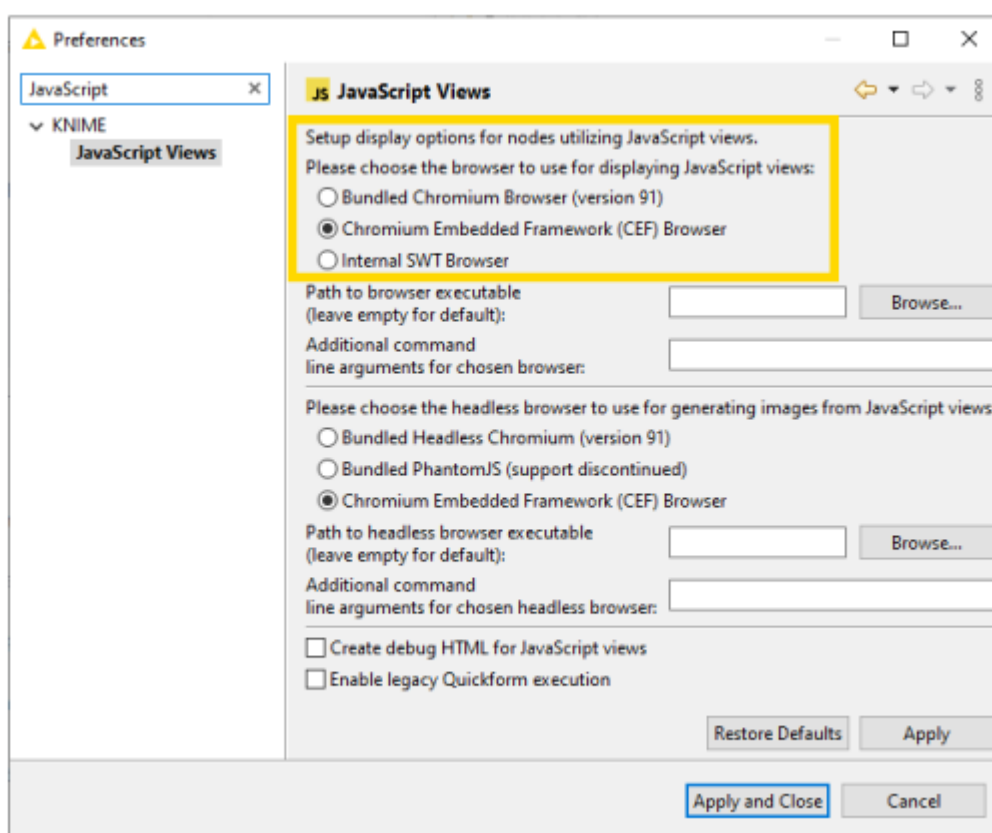 Preferences
JavaScript
KNIME
JavaScript Views
JS JavaScript Views
Setup display options for nodes utilizing JavaScript views.
Please choose the browser to use for displaying JavaScript views:
Bundled Chromium Browser (version 91)
Chromium Embedded Framework (CEF) Browser
Internal SWT Browser
Path to browser executable
(leave empty for default):
Browse...
Additional command
line arguments for chosen browser:
Please choose the headless browser to use for generating images from JavaScript views
Bundled Headless Chromium (version 91)
Bundled PhantomJS (support discontinued)
Chromium Embedded Framework (CEF) Browser
Path to headless browser executable
(leave empty for default):
Browse...
Additional command
line arguments for chosen headless browser:
Create debug HTML for JavaScript views
Enable legacy Quickform execution
Restore Defaults
Apply
Apply and Close
Cancel